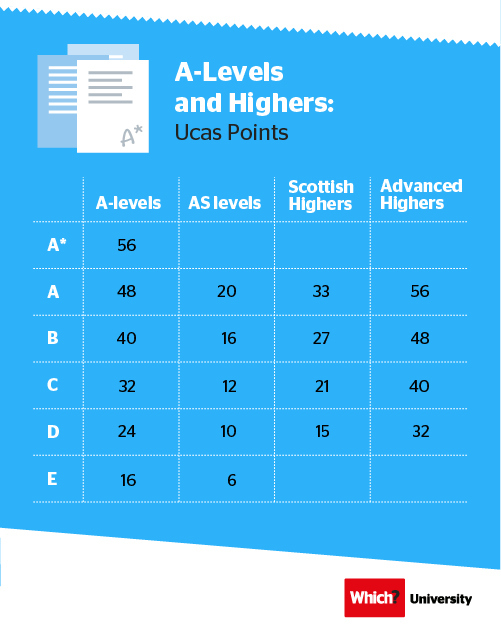 A*
A-Levels
and Highers:
Ucas Points
A-levels AS levels Scottish Highers Advanced Highers
A* 56
A 48 20 33 56
B 40 16 27 48
C 32 12 21 40
D 24 10 15 32
E 16 6
Which? University